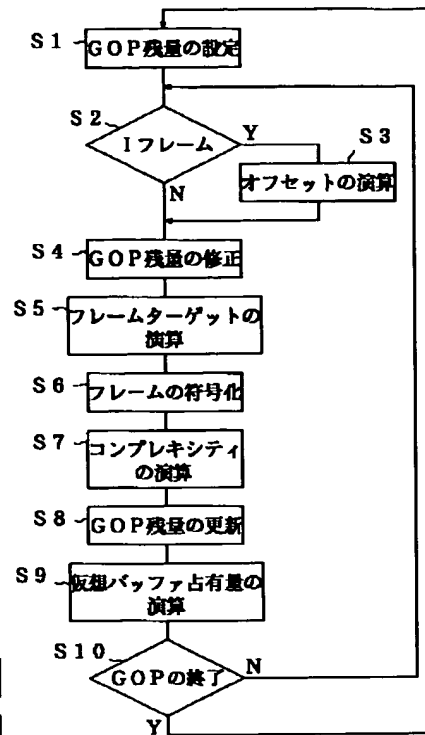 S1
GOP残量の設定
S2
Iフレーム
Y
S3
オフセットの演算
N
S4
GOP残量の修正
S5
フレームターゲットの
演算
S6
フレームの符号化
S7
コンプレキシティ
の演算
S8
GOP残量の更新
S9
仮想バッファ占有量の
演算
S10
GOPの終了
N
Y